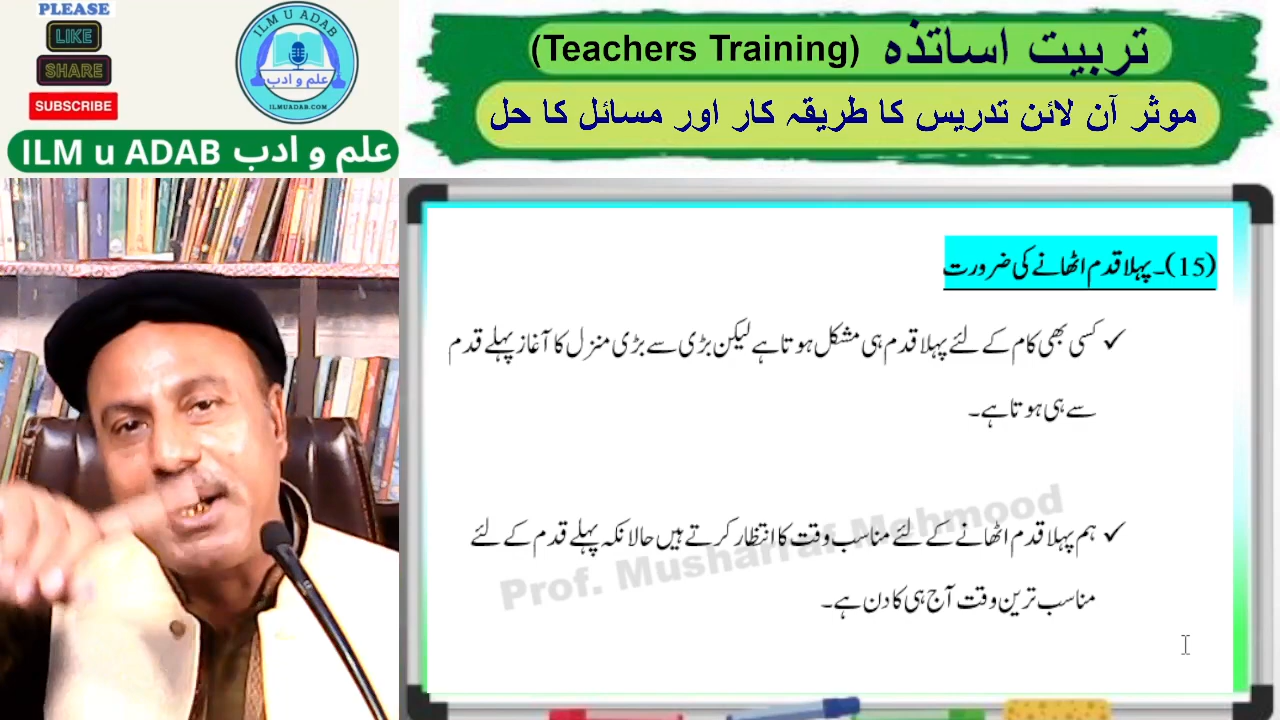 PLEASE
LIKE
SHARE
SUBSCRIBE
ILM U ADAB
علم و ادب
ILMUADAB.COM
ILM u ADAB علم و ادب
تربیت اساتذہ (Teachers Training)
موثر آن لائن تدریس کا طریقہ کار اور مسائل کا حل
(15)۔ پہلا قدم اٹھانے کی ضرورت
✓ کسی بھی کام کے لئے پہلا قدم ہی مشکل ہوتا ہے لیکن بڑی سے بڑی منزل کا آغاز پہلے قدم
سے ہی ہوتا ہے۔
✓ ہم پہلا قدم اٹھانے کے لئے مناسب وقت کا انتظار کرتے ہیں حالانکہ پہلے قدم کے لئے
مناسب ترین وقت آج ہی کا دن ہے۔
Prof. Musharraf Mehmood